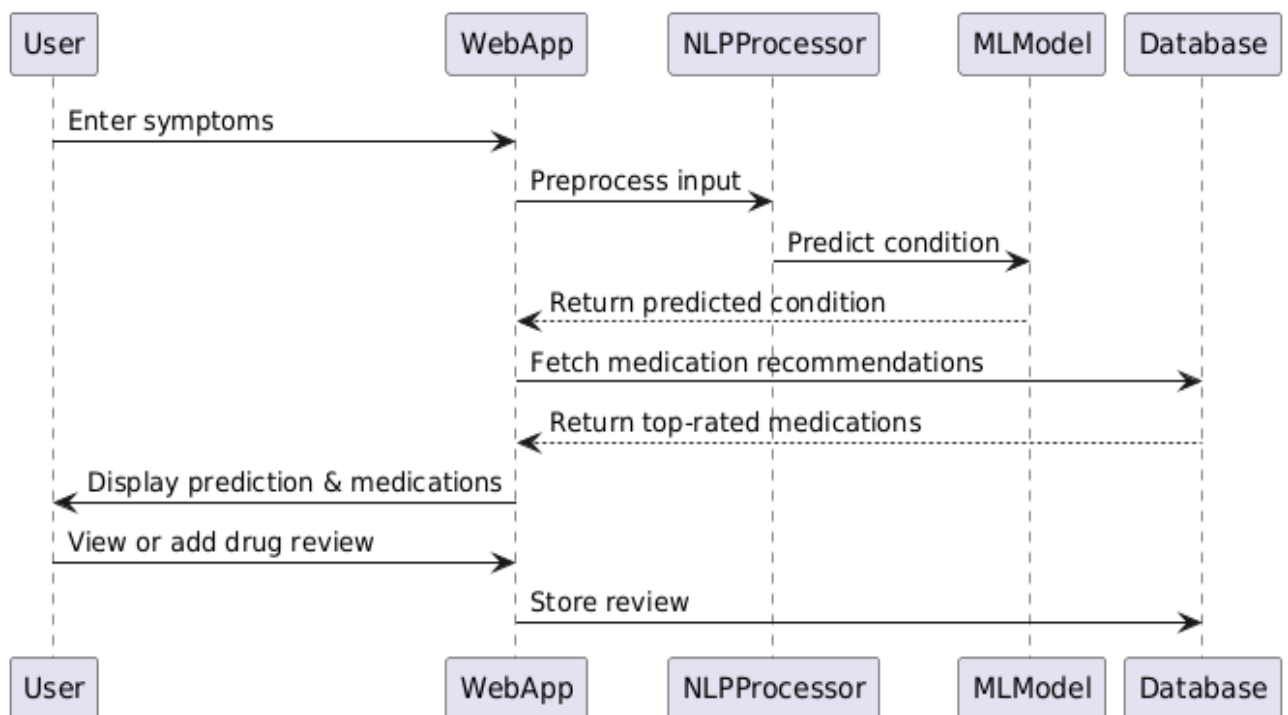 User WebApp NLPProcessor MLModel Database
Enter symptoms
Preprocess input
Predict condition
Return predicted condition
Fetch medication recommendations
Return top-rated medications
Display prediction & medications
View or add drug review
Store review
User WebApp NLPProcessor MLModel Database